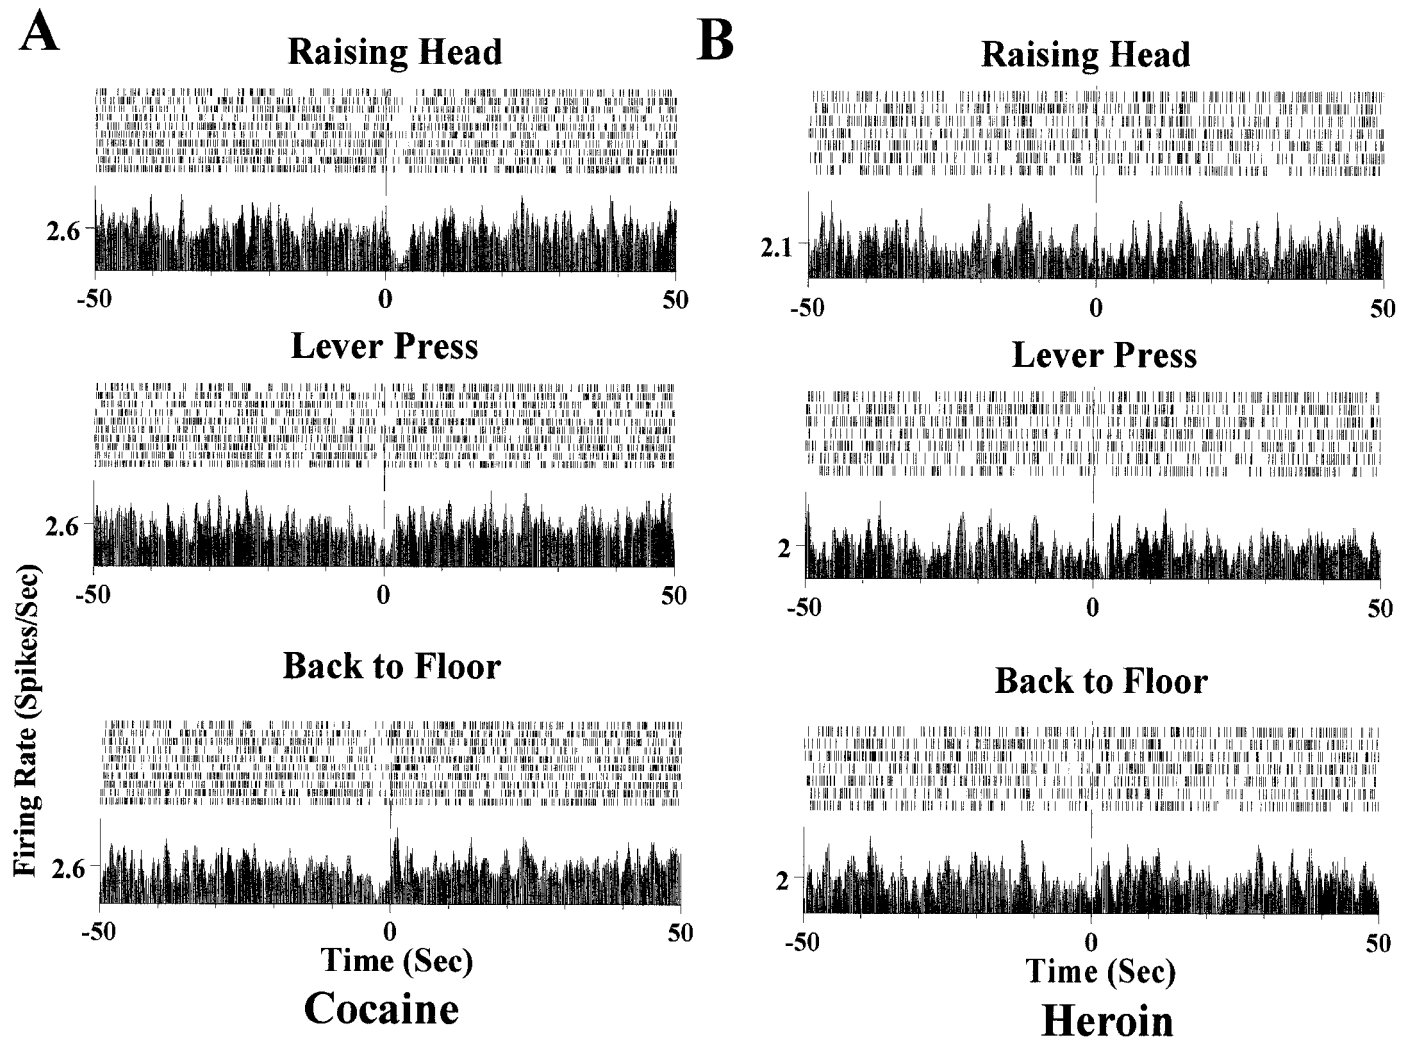 A
Raising Head
2.6
-50 0 50
Lever Press
2.6
-50 0 50
Back to Floor
2.6
-50 0 50
Time (Sec)
Cocaine
Firing Rate (Spikes/Sec)
B
Raising Head
2.1
-50 0 50
Lever Press
2
-50 0 50
Back to Floor
2
-50 0 50
Time (Sec)
Heroin